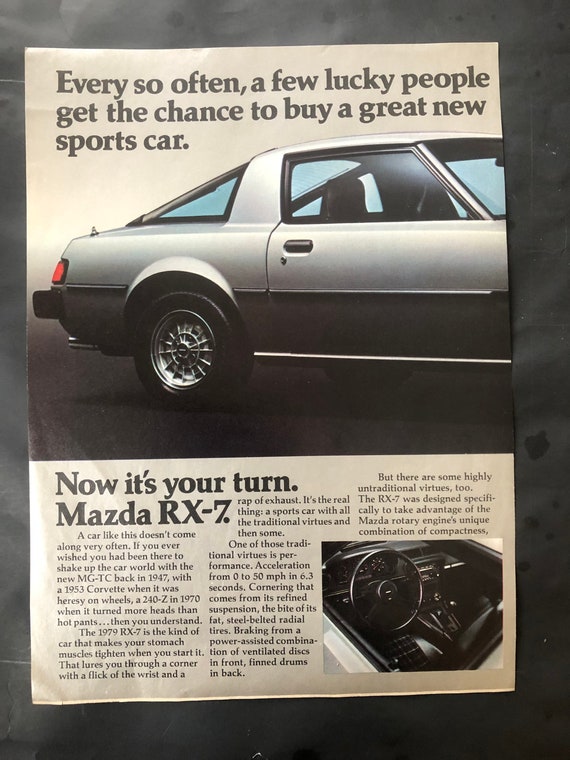 Every so often, a few lucky people
get the chance to buy a great new
sports car.
Now it's your turn.
Mazda RX-7.
A car like this doesn't come
along very often. If you ever
wished you had been there to
shake up the car world with the
new MG-TC back in 1947, with
a 1953 Corvette when it was
heresy on wheels, a 240-Z in 1970
when it turned more heads than
hot pants...then you understand.
The 1979 RX-7 is the kind of
car that makes your stomach
muscles tighten when you start it.
That lures you through a corner
with a flick of the wrist and a
rap of exhaust. It's the real
thing: a sports car with all
the traditional virtues and
then some.
One of those tradi-
tional virtues is per-
formance. Acceleration
from 0 to 50 mph in 6.3
seconds. Cornering that
comes from its refined
suspension, the bite of its
fat, steel-belted radial
tires. Braking from a
power-assisted combina-
tion of ventilated discs
in front, finned drums
in back.
But there are some highly
untraditional virtues, too.
The RX-7 was designed specifi-
cally to take advantage of the
Mazda rotary engine's unique
combination of compactness,